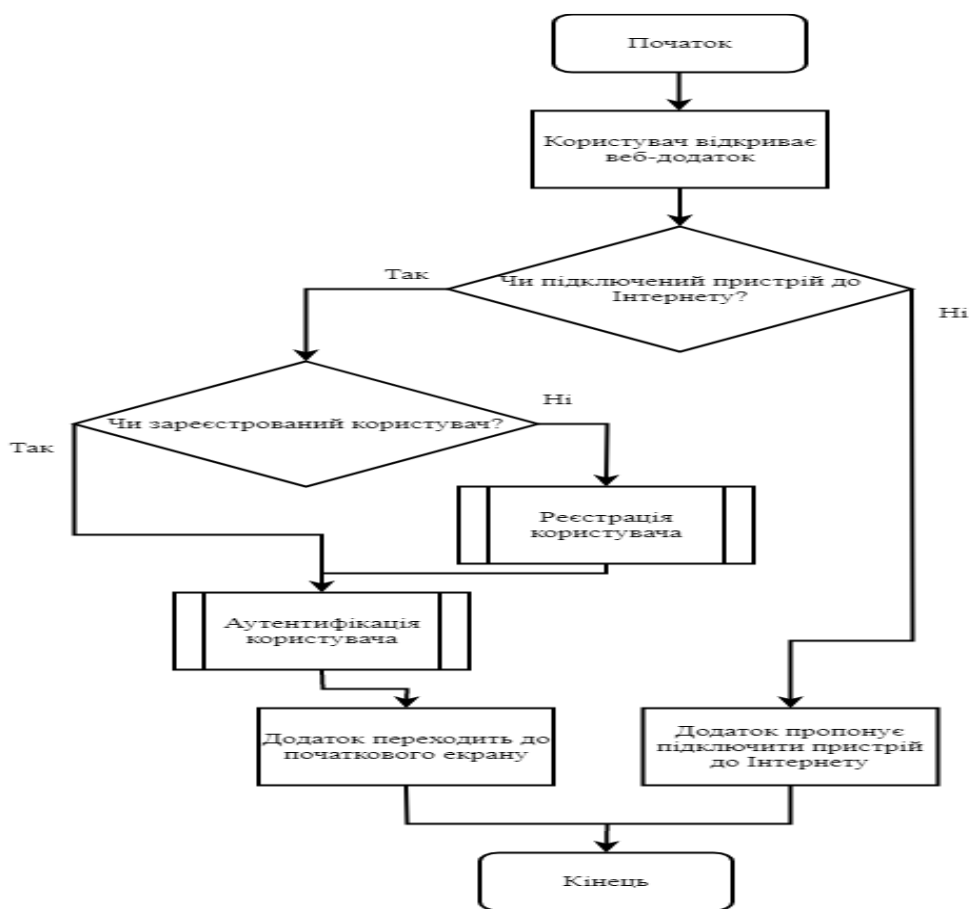 Початок
Користувач відкриває
веб-додаток
Так
Чи підключений пристрій до
Інтернету?
Ні
Ні
Чи зареєстрований користувач?
Так
Реєстрація
користувача
Аутентифікація
користувача
Додаток переходить до
початкового екрану
Додаток пропонує
підключити пристрій
до Інтернету
Кінець